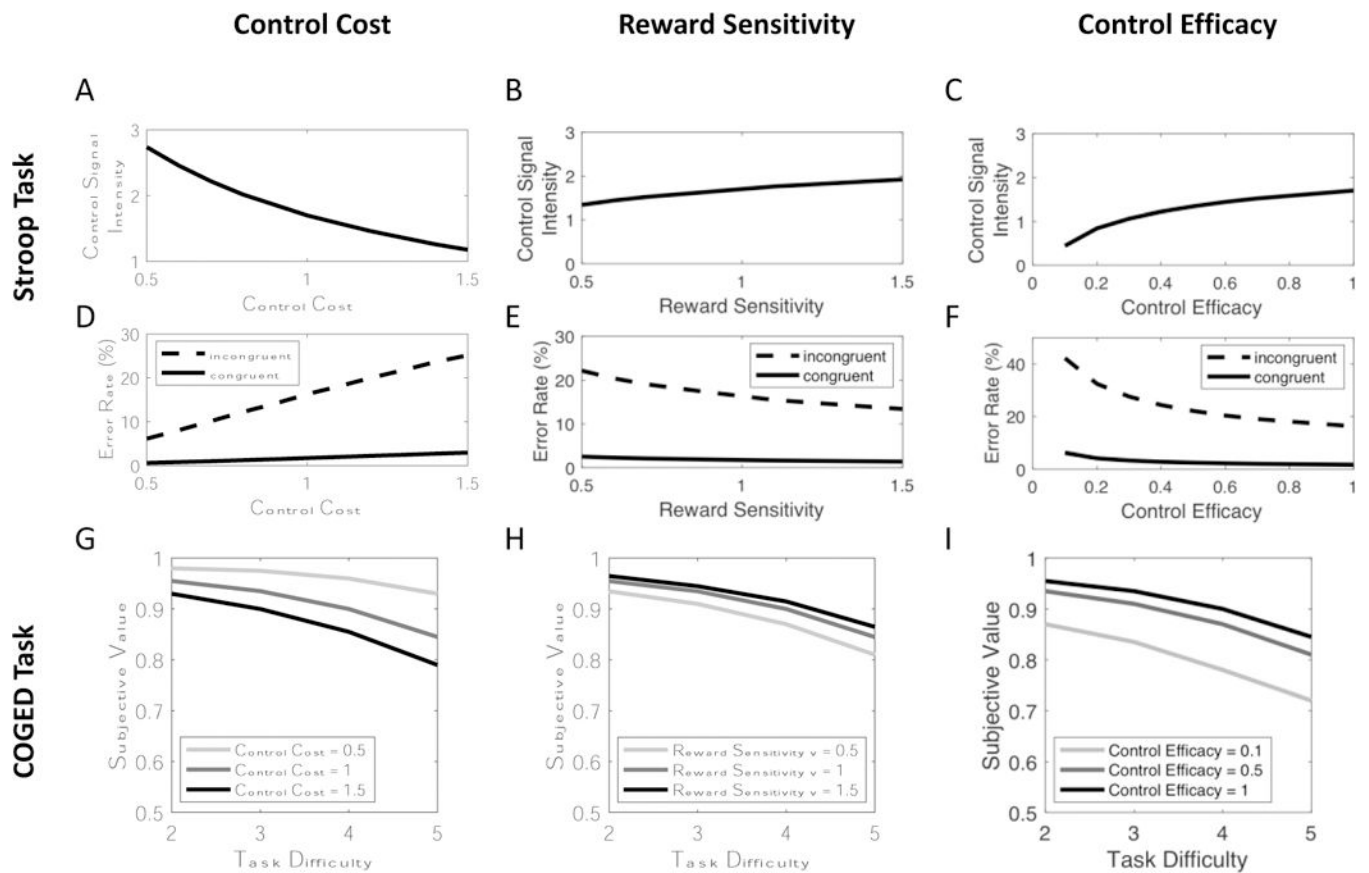 Control Cost
Reward Sensitivity
Control Efficacy
Stroop Task
A
Control Signal
Intensity
3
2
1
0.5
1
1.5
Control Cost
B
Control Signal
Intensity
3
2
1
0
0.5
1
1.5
Reward Sensitivity
C
Control Signal
Intensity
3
2
1
0
0
0.2
0.4
0.6
0.8
1
Control Efficacy
D
Error Rate (%)
30
20
10
0
incongruent
congruent
0.5
1
1.5
Control Cost
E
Error Rate (%)
30
20
10
0
incongruent
congruent
0.5
1
1.5
Reward Sensitivity
F
Error Rate (%)
40
20
0
incongruent
congruent
0
0.2
0.4
0.6
0.8
1
Control Efficacy
COGED Task
G
Subjective Value
1
0.9
0.8
0.7
0.6
0.5
Control Cost = 0.5
Control Cost = 1
Control Cost = 1.5
2
3
4
5
Task Difficulty
H
Subjective Value
1
0.9
0.8
0.7
0.6
0.5
Reward Sensitivity v = 0.5
Reward Sensitivity v = 1
Reward Sensitivity v = 1.5
2
3
4
5
Task Difficulty
I
Subjective Value
1
0.9
0.8
0.7
0.6
0.5
Control Efficacy = 0.1
Control Efficacy = 0.5
Control Efficacy = 1
2
3
4
5
Task Difficulty